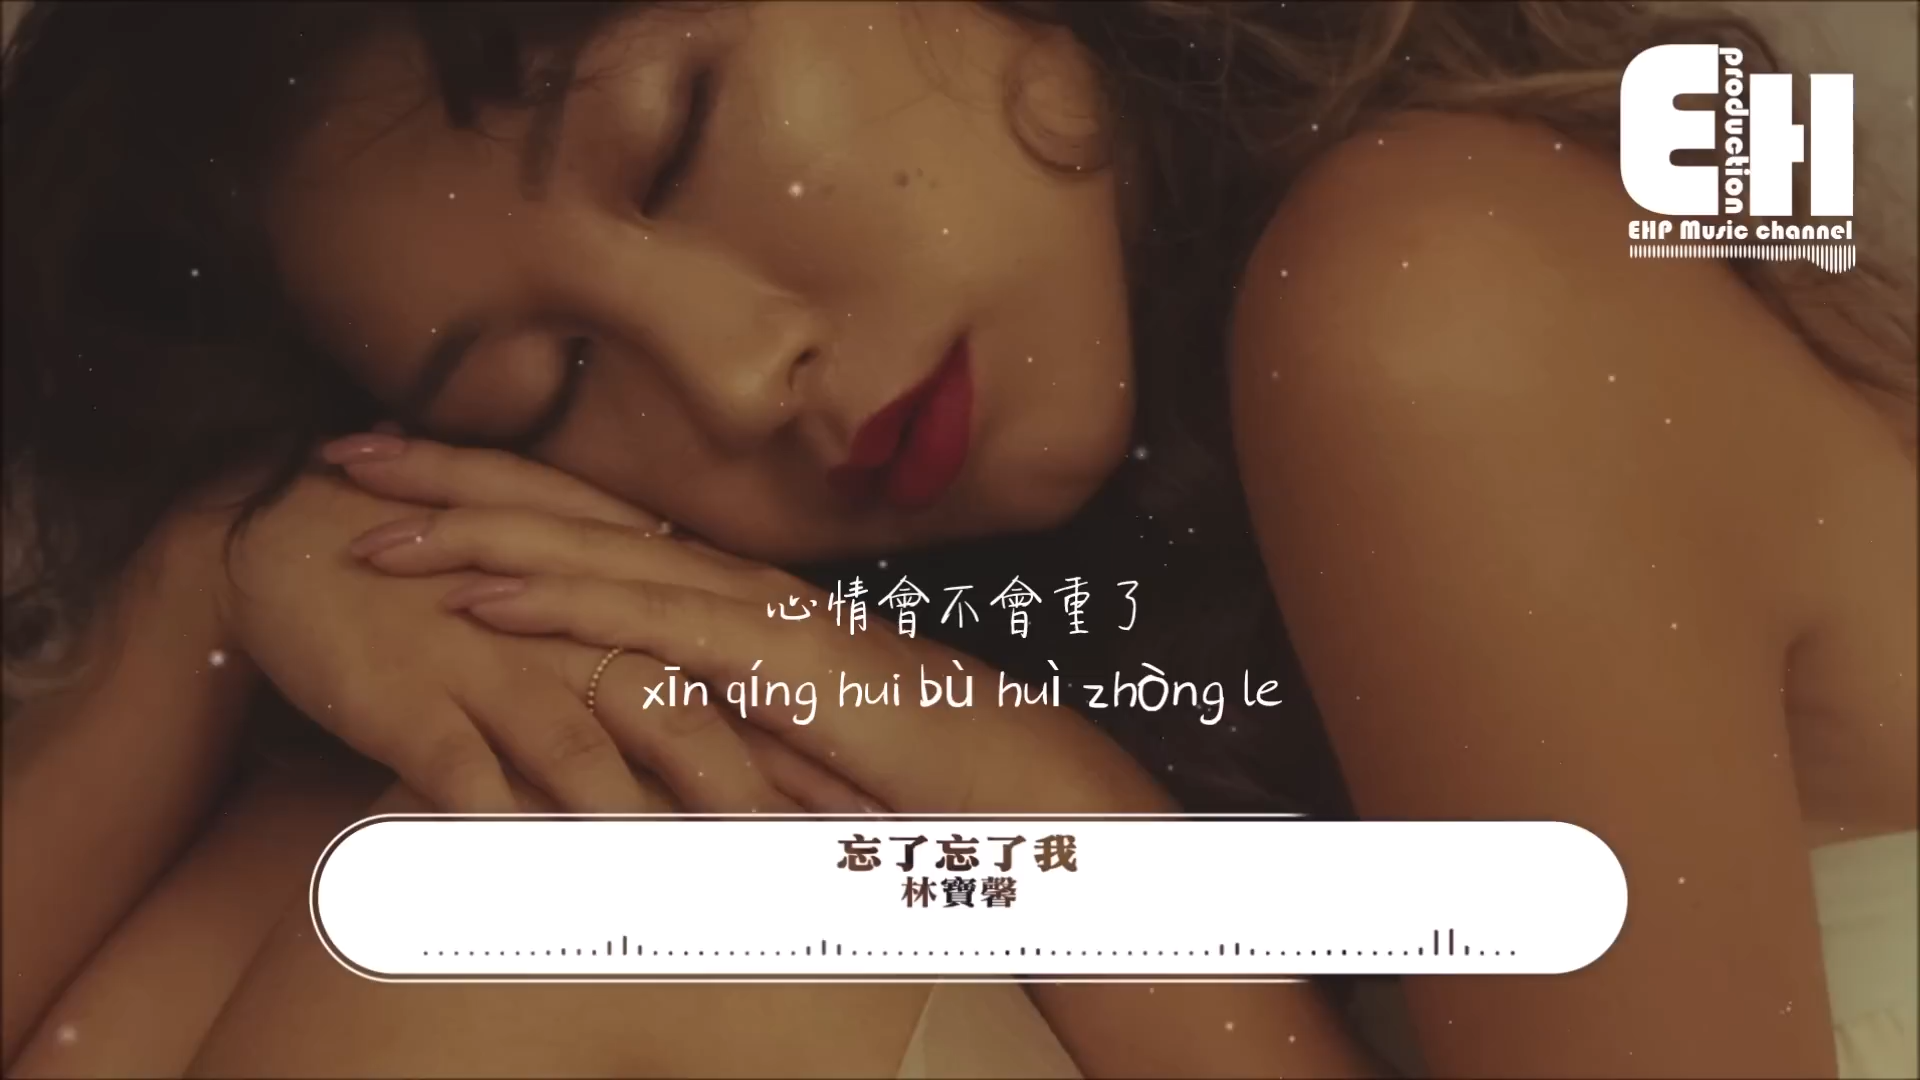 EH
production
EHP Music channel
心情會不會重了
xīn qíng hui bù huì zhòng le
忘了忘了我
林寶馨